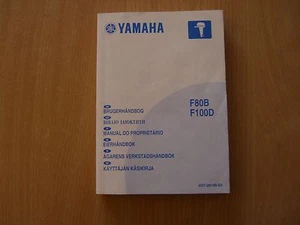 YAMAHA
F80B
F100D
BRUGERHÅNDBOG
MANUAL DO PROPRIETÁRIO
EIERHÅNDBOK
ÄGARENS VERKSTADSHANDBOK
KÄYTTÄJÄN KÄSIKIRJA